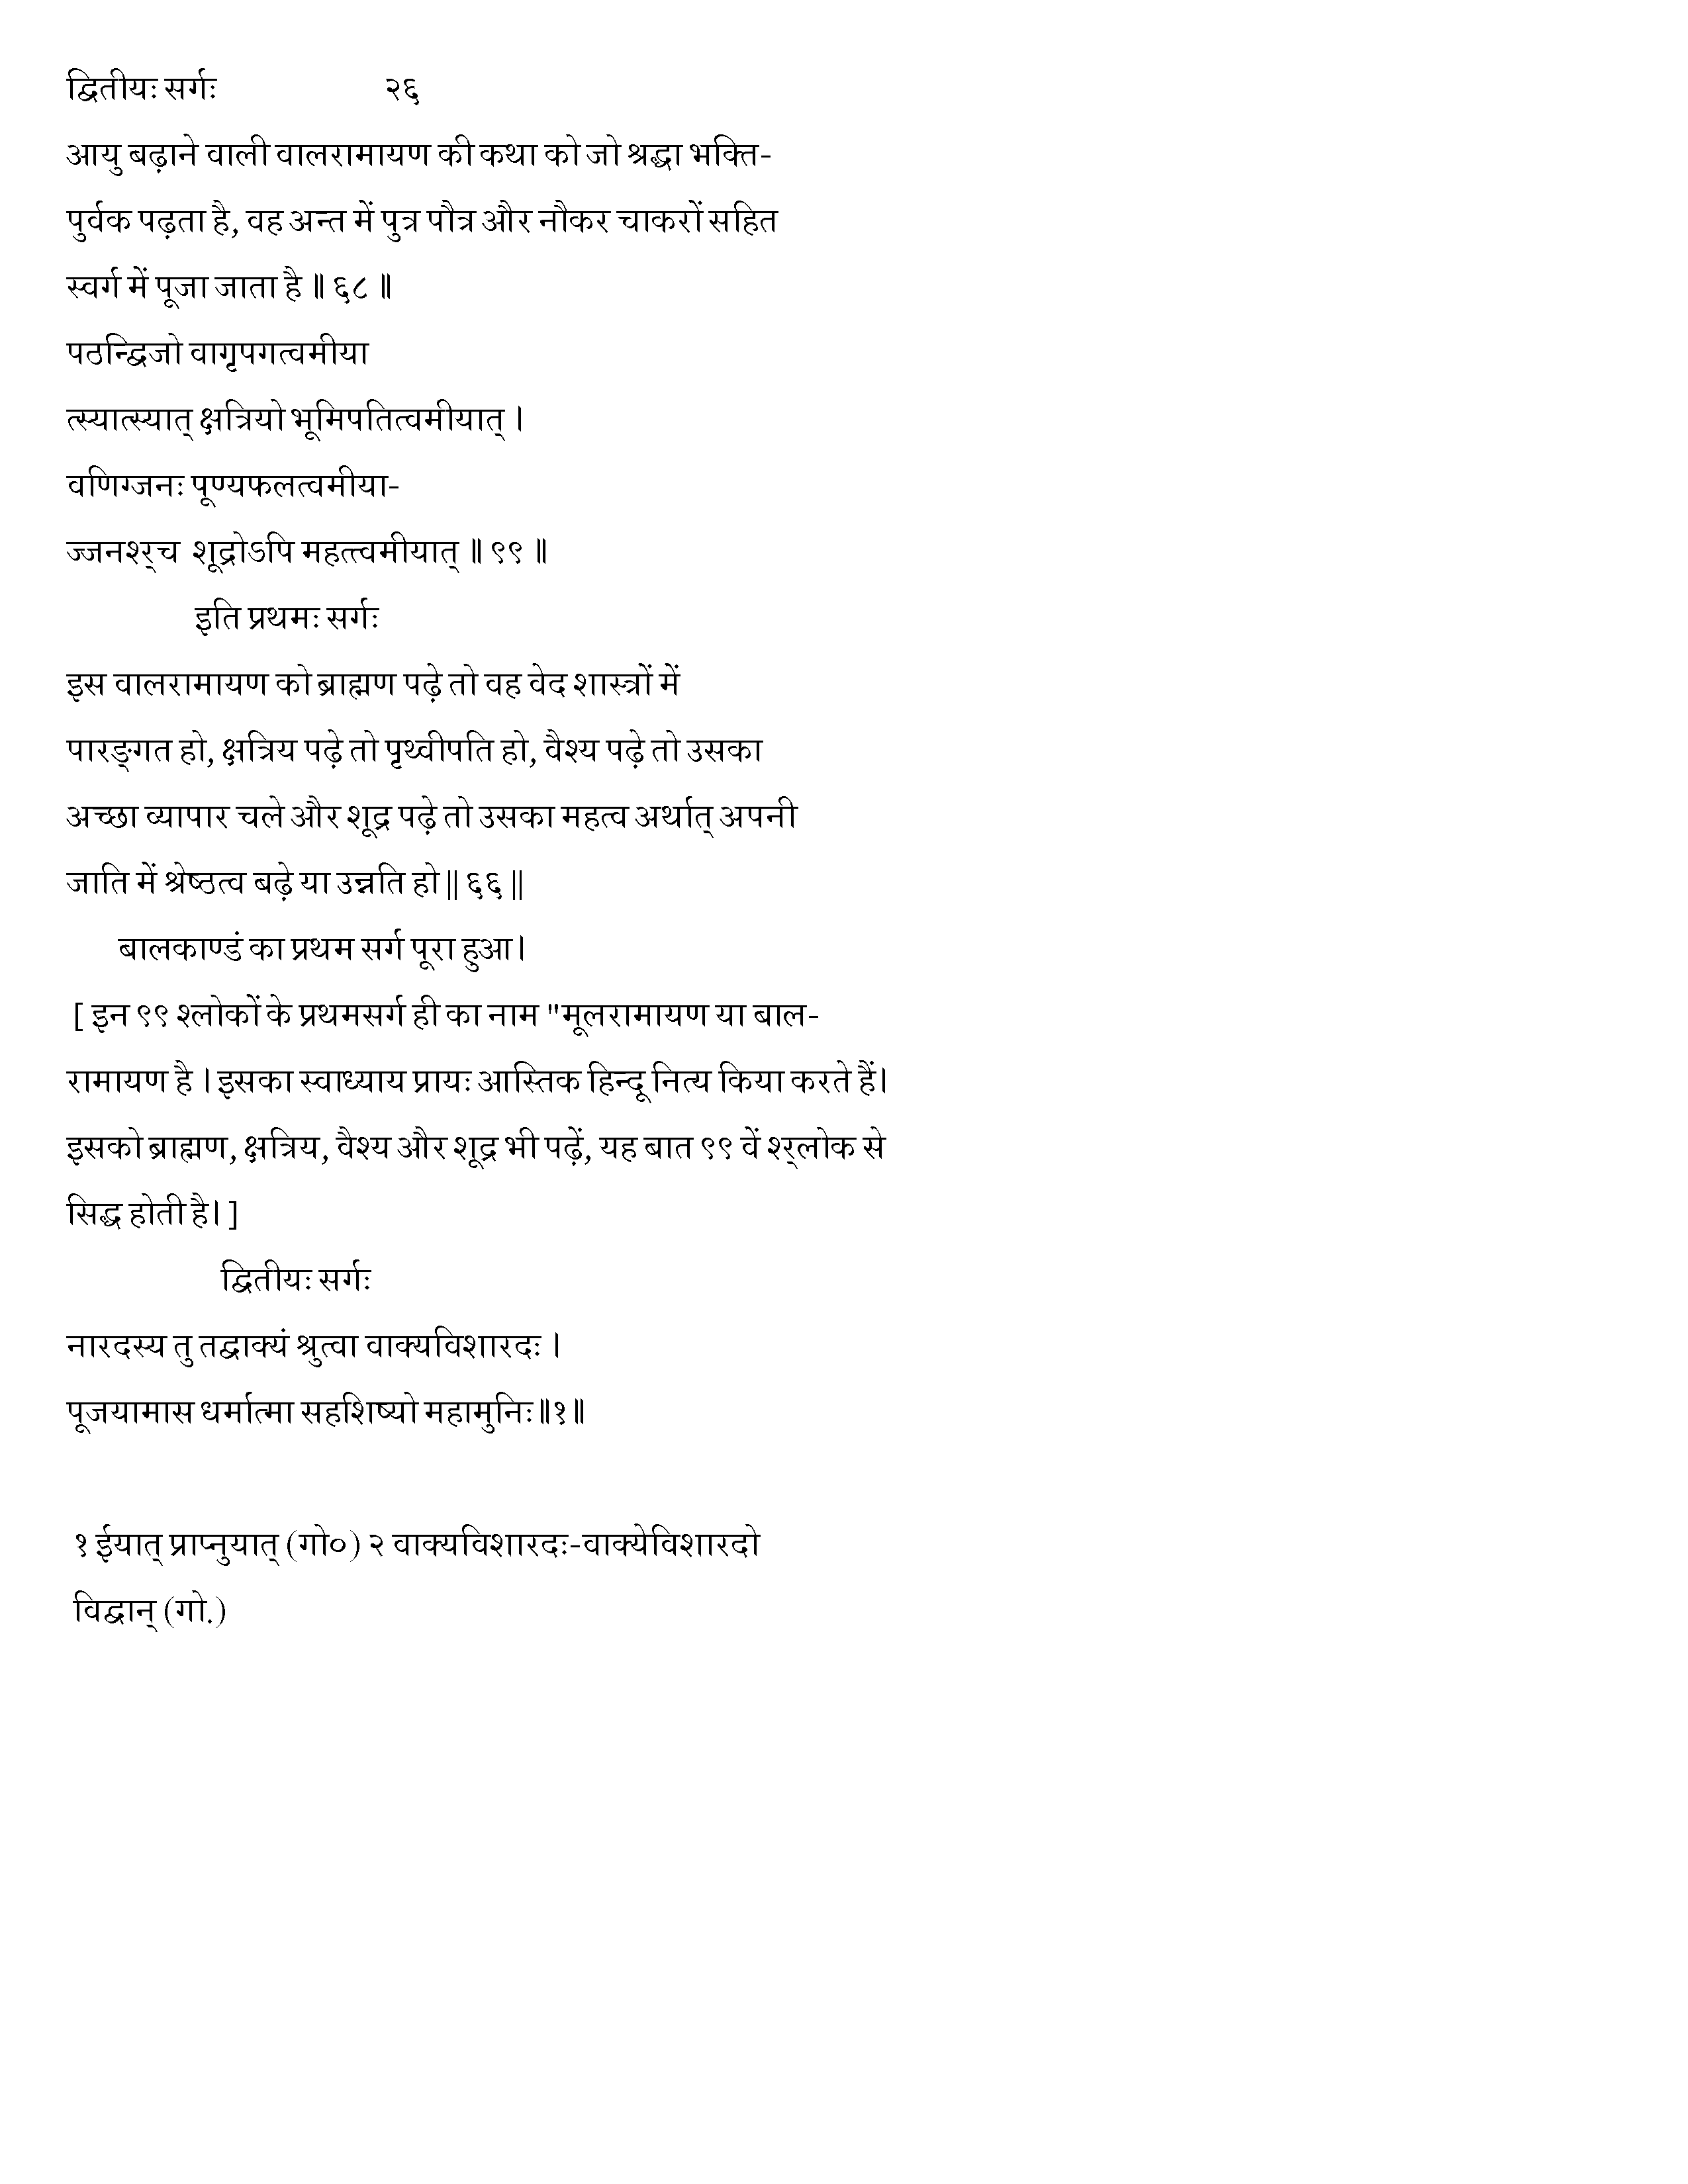 द्वितीयः सर्गः २६
आयु बढ़ाने वाली वालरामायण की कथा को जो श्रद्धा भक्ति-
पुर्वक पढ़ता है, वह अन्त में पुत्र पौत्र और नौकर चाकरों सहित
स्वर्ग में पूजा जाता है ॥ ६८ ॥
पठन्द्विजो वागृपगत्वमीया
त्स्यात्स्यात् क्षत्रियो भूमिपतित्वमीयात् ।
वणिग्जनः पूण्यफलत्वमीया-
ज्जनश्र्च शूद्रोऽपि महत्त्वमीयात् ॥ ९९ ॥
इति प्रथमः सर्गः
इस वालरामायण को ब्राह्मण पढ़े तो वह वेद शास्त्रों में
पारङ्गत हो, क्षत्रिय पढ़े तो पृथ्वीपति हो, वैश्य पढ़े तो उसका
अच्छा व्यापार चले और शूद्र पढ़े तो उसका महत्व अर्थात् अपनी
जाति में श्रेष्ठत्व बढ़े या उन्नति हो || ६६ ||
बालकाण्डं का प्रथम सर्ग पूरा हुआ।
[ इन ९९ श्लोकों के प्रथमसर्ग ही का नाम "मूलरामायण या बाल-
रामायण है । इसका स्वाध्याय प्रायः आस्तिक हिन्दू नित्य किया करते हैं।
इसको ब्राह्मण, क्षत्रिय, वैश्य और शूद्र भी पढ़ें, यह बात ९९ वें श्र्लोक से
सिद्ध होती है। ]
द्वितीयः सर्गः
नारदस्य तु तद्वाक्यं श्रुत्वा वाक्यविशारदः ।
पूजयामास धर्मात्मा सहशिष्यो महामुनिः॥१॥
१ ईयात् प्राप्नुयात् (गो०) २ वाक्यविशारदः-वाक्येविशारदो
विद्वान् (गो.)